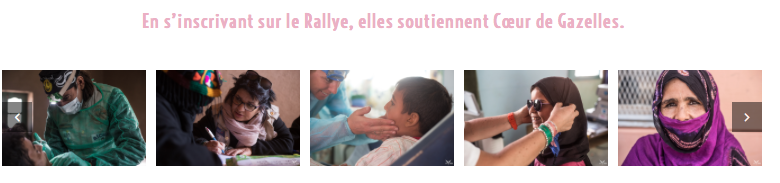 En s'inscrivant sur le Rallye, elles soutiennent Cœur de Gazelles.